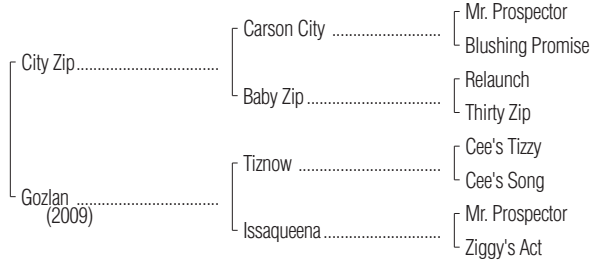 Mr. Prospector
Carson City ....................
Blushing Promise
City Zip ..........................
Relaunch
Baby Zip .........................
Thirty Zip
Cee's Tizzy
Tiznow ..........................
Cee's Song
Gozlan ..........................
(2009)
Mr. Prospector
Issaqueena ......................
Ziggy's Act